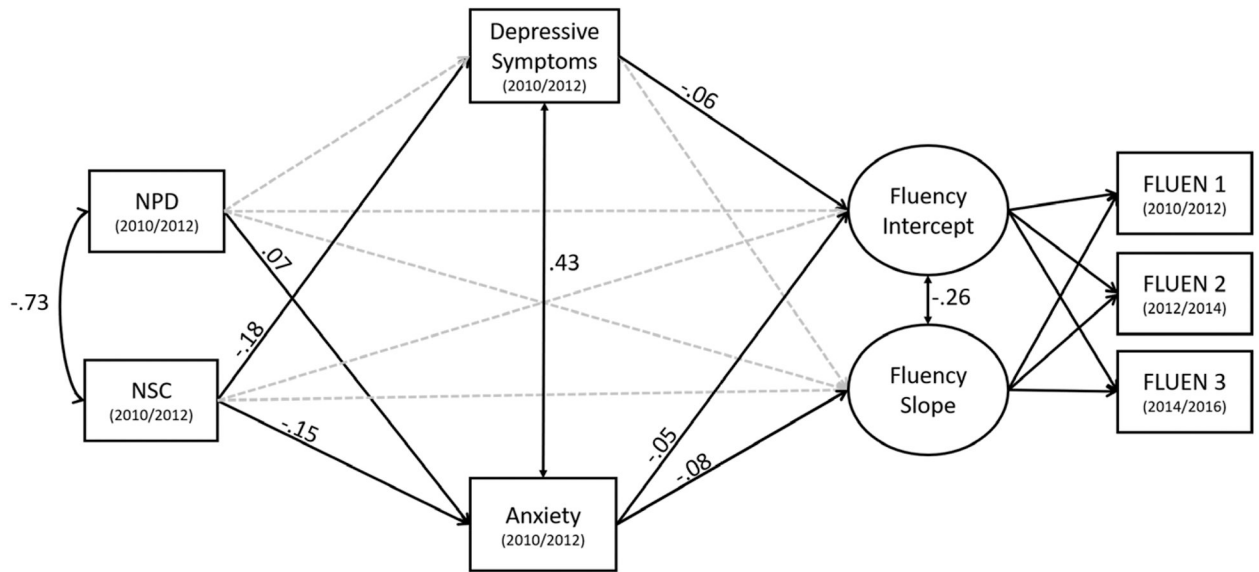 Depressive
Symptoms
(2010/2012)
-.06
NPD
(2010/2012)
Fluency
Intercept
FLUEN 1
(2010/2012)
.07
.43
-.73
-.26
FLUEN 2
(2012/2014)
-.18
NSC
(2010/2012)
Fluency
Slope
FLUEN 3
(2014/2016)
-.15
-.05
-.08
Anxiety
(2010/2012)